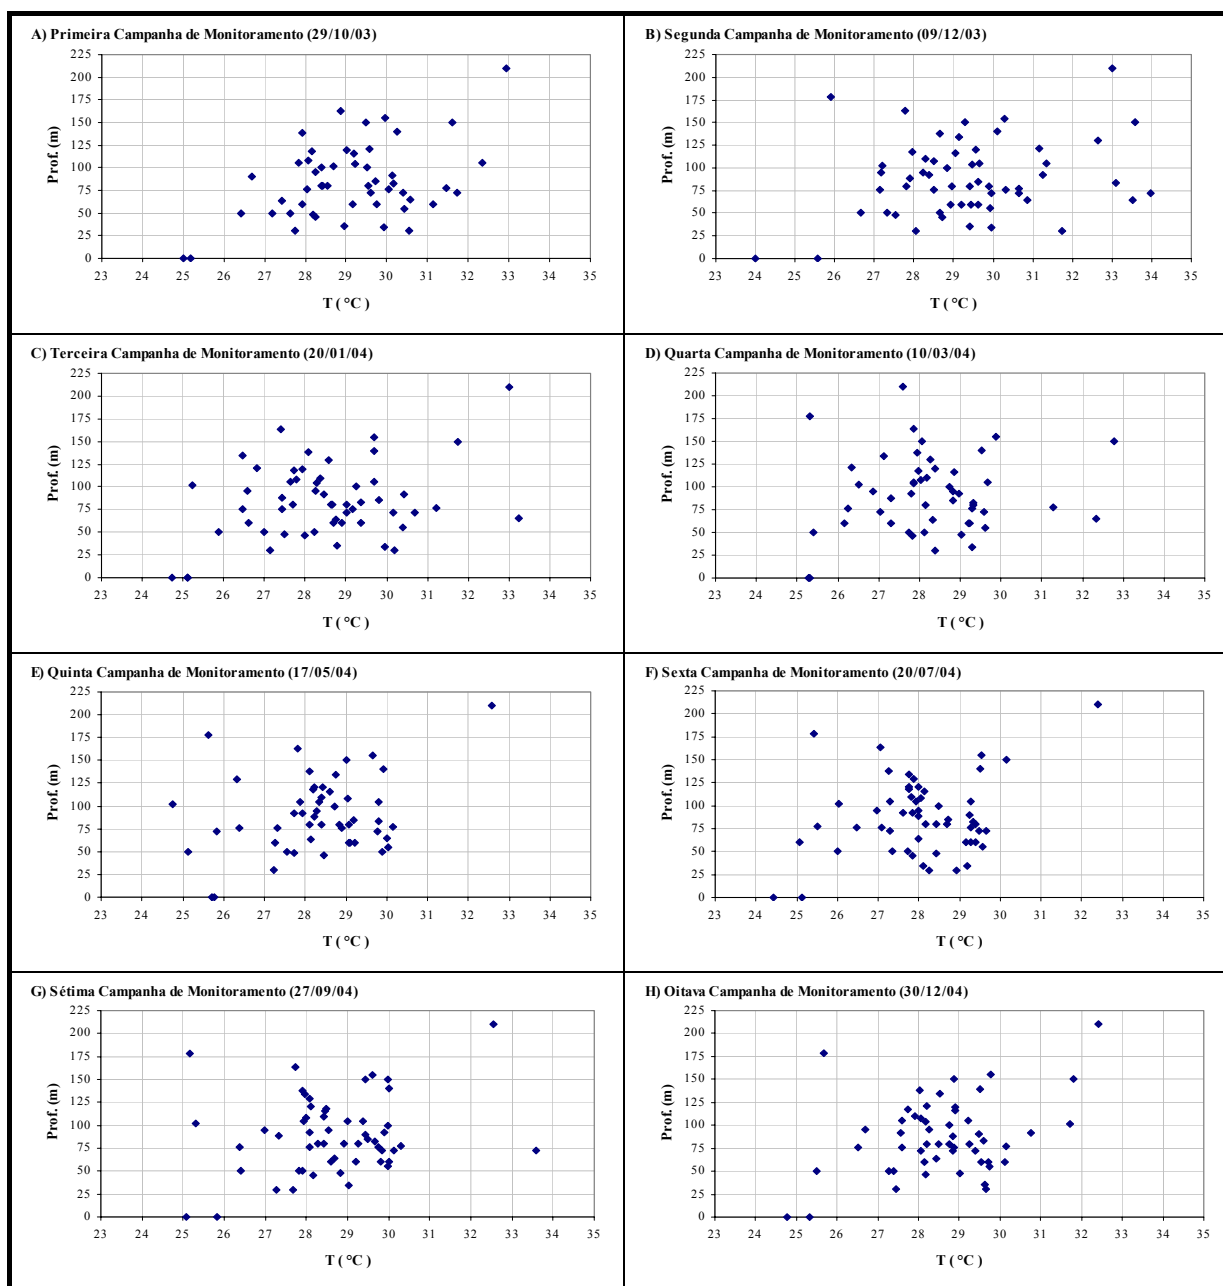 A) Primeira Campanha de Monitoramento (29/10/03)
225
200
175
150
125
100
75
50
25
0
Prof. (m)
23 24 25 26 27 28 29 30 31 32 33 34 35
T ( °C )
B) Segunda Campanha de Monitoramento (09/12/03)
225
200
175
150
125
100
75
50
25
0
Prof. (m)
23 24 25 26 27 28 29 30 31 32 33 34 35
T ( °C )
C) Terceira Campanha de Monitoramento (20/01/04)
225
200
175
150
125
100
75
50
25
0
Prof. (m)
23 24 25 26 27 28 29 30 31 32 33 34 35
T ( °C )
D) Quarta Campanha de Monitoramento (10/03/04)
225
200
175
150
125
100
75
50
25
0
Prof. (m)
23 24 25 26 27 28 29 30 31 32 33 34 35
T ( °C )
E) Quinta Campanha de Monitoramento (17/05/04)
225
200
175
150
125
100
75
50
25
0
Prof. (m)
23 24 25 26 27 28 29 30 31 32 33 34 35
T ( °C )
F) Sexta Campanha de Monitoramento (20/07/04)
225
200
175
150
125
100
75
50
25
0
Prof. (m)
23 24 25 26 27 28 29 30 31 32 33 34 35
T ( °C )
G) Sétima Campanha de Monitoramento (27/09/04)
225
200
175
150
125
100
75
50
25
0
Prof. (m)
23 24 25 26 27 28 29 30 31 32 33 34 35
T ( °C )
H) Oitava Campanha de Monitoramento (30/12/04)
225
200
175
150
125
100
75
50
25
0
Prof. (m)
23 24 25 26 27 28 29 30 31 32 33 34 35
T ( °C )